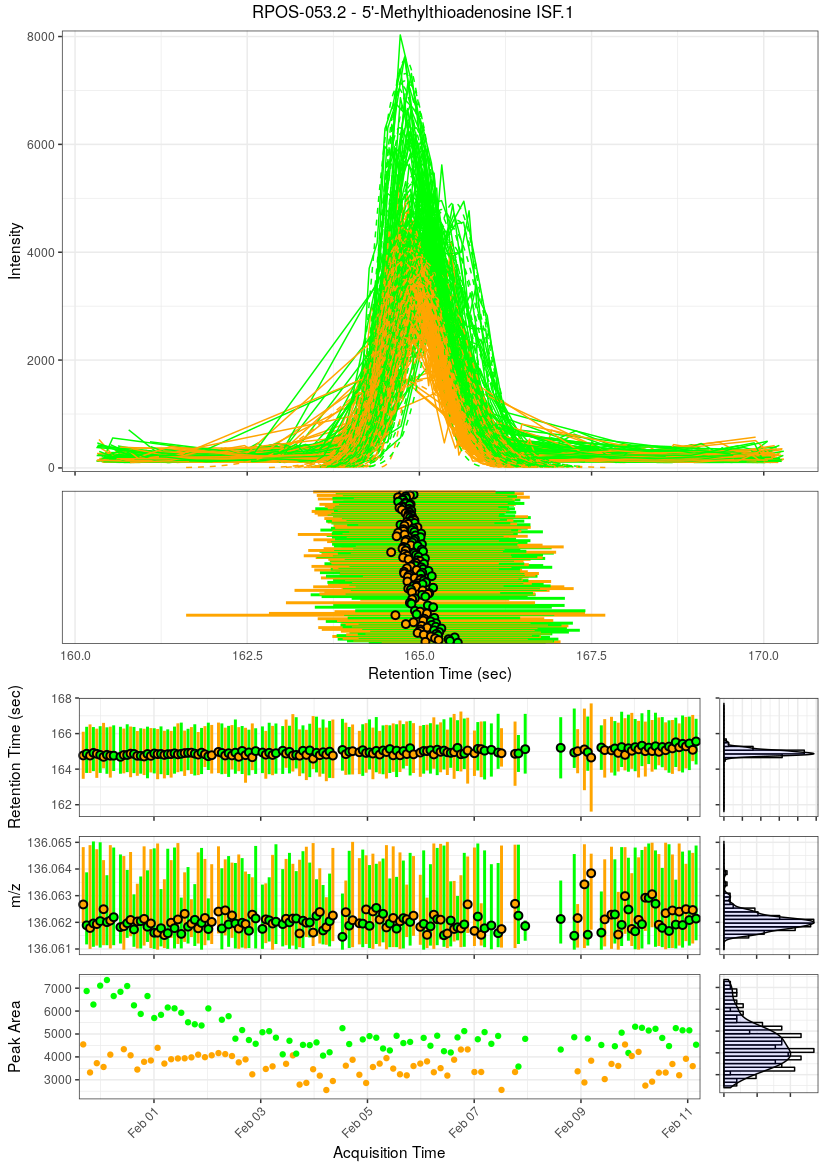 RPOS-053.2 - 5'-Methylthioadenosine ISF.1
8000
6000
4000
2000
0
Intensity
160.0 162.5 165.0 167.5 170.0
Retention Time (sec)
168
166
164
162
Retention Time (sec)
136.065
136.064
136.063
136.062
136.061
m/z
7000
6000
5000
4000
3000
Peak Area
Feb 01 Feb 03 Feb 05 Feb 07 Feb 09 Feb 11
Acquisition Time